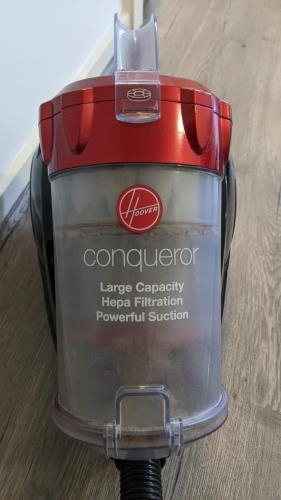 HOOVER
conqueror
Large Capacity
Hepa Filtration
Powerful Suction